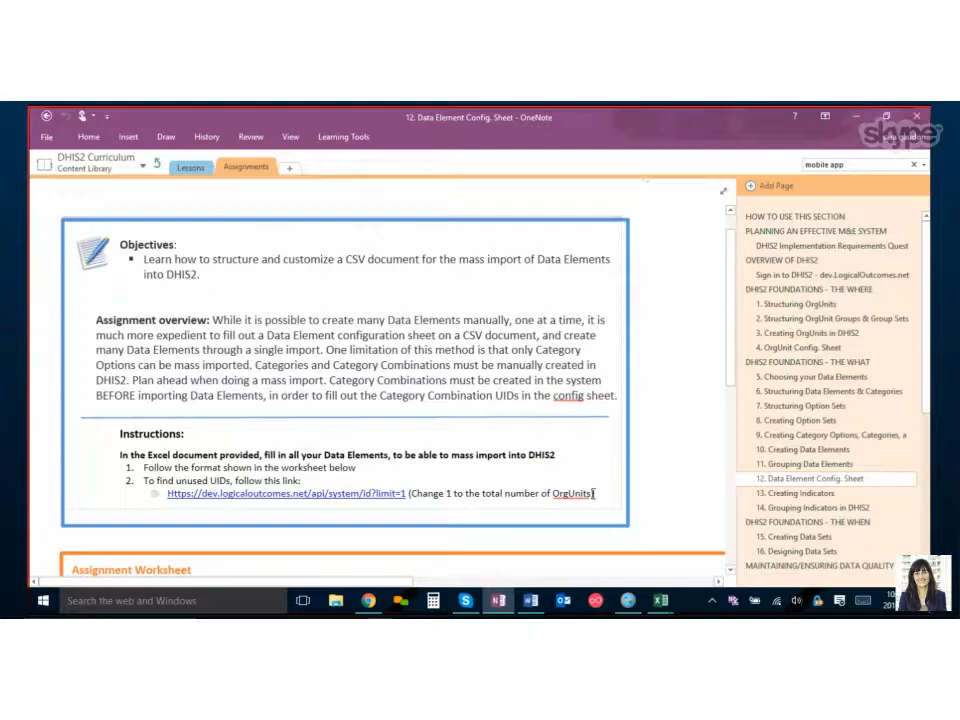 12. Data Element Config. Sheet - OneNote
?
skype
File Home Insert Draw History Review View Learning Tools
DHIS2 Curriculum
Content Library
Lessons Assignments +
mobile app
Add Page
Objectives:
Learn how to structure and customize a CSV document for the mass import of Data Elements
into DHIS2.
Assignment overview: While it is possible to create many Data Elements manually, one at a time, it is
much more expedient to fill out a Data Element configuration sheet on a CSV document, and create
many Data Elements through a single import. One limitation of this method is that only Category
Options can be mass imported. Categories and Category Combinations must be manually created in
DHIS2. Plan ahead when doing a mass import. Category Combinations must be created in the system
BEFORE importing Data Elements, in order to fill out the Category Combination UIDs in the config sheet.
Instructions:
In the Excel document provided, fill in all your Data Elements, to be able to mass import into DHIS2
1. Follow the format shown in the worksheet below
2. To find unused UIDs, follow this link:
Https://dev.logicaloutcomes.net/api/system/id?limit=1 (Change 1 to the total number of OrgUnits)
Assignment Worksheet
HOW TO USE THIS SECTION
PLANNING AN EFFECTIVE M&E SYSTEM
DHIS2 Implementation Requirements Quest
OVERVIEW OF DHIS2
Sign in to DHIS2 - dev.LogicalOutcomes.net
DHIS2 FOUNDATIONS - THE WHERE
1. Structuring OrgUnits
2. Structuring OrgUnit Groups & Group Sets
3. Creating OrgUnits in DHIS2
4. OrgUnit Config. Sheet
DHIS2 FOUNDATIONS - THE WHAT
5. Choosing your Data Elements
6. Structuring Data Elements & Categories
7. Structuring Option Sets
8. Creating Option Sets
9. Creating Category Options, Categories, a
10. Creating Data Elements
11. Grouping Data Elements
12. Data Element Config. Sheet
13. Creating Indicators
14. Grouping Indicators in DHIS2
DHIS2 FOUNDATIONS - THE WHEN
15. Creating Data Sets
16. Designing Data Sets
MAINTAINING/ENSURING DATA QUALITY
Search the web and Windows